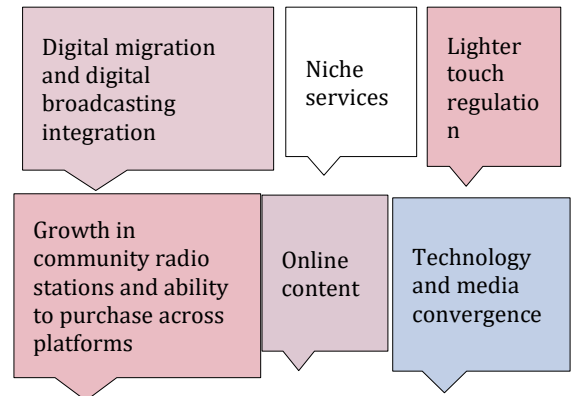 Digital migration
and digital
broadcasting
integration
Niche
services
Lighter
touch
regulatio
n
Growth in
community radio
stations and ability
to purchase across
platforms
Online
content
Technology
and media
convergence